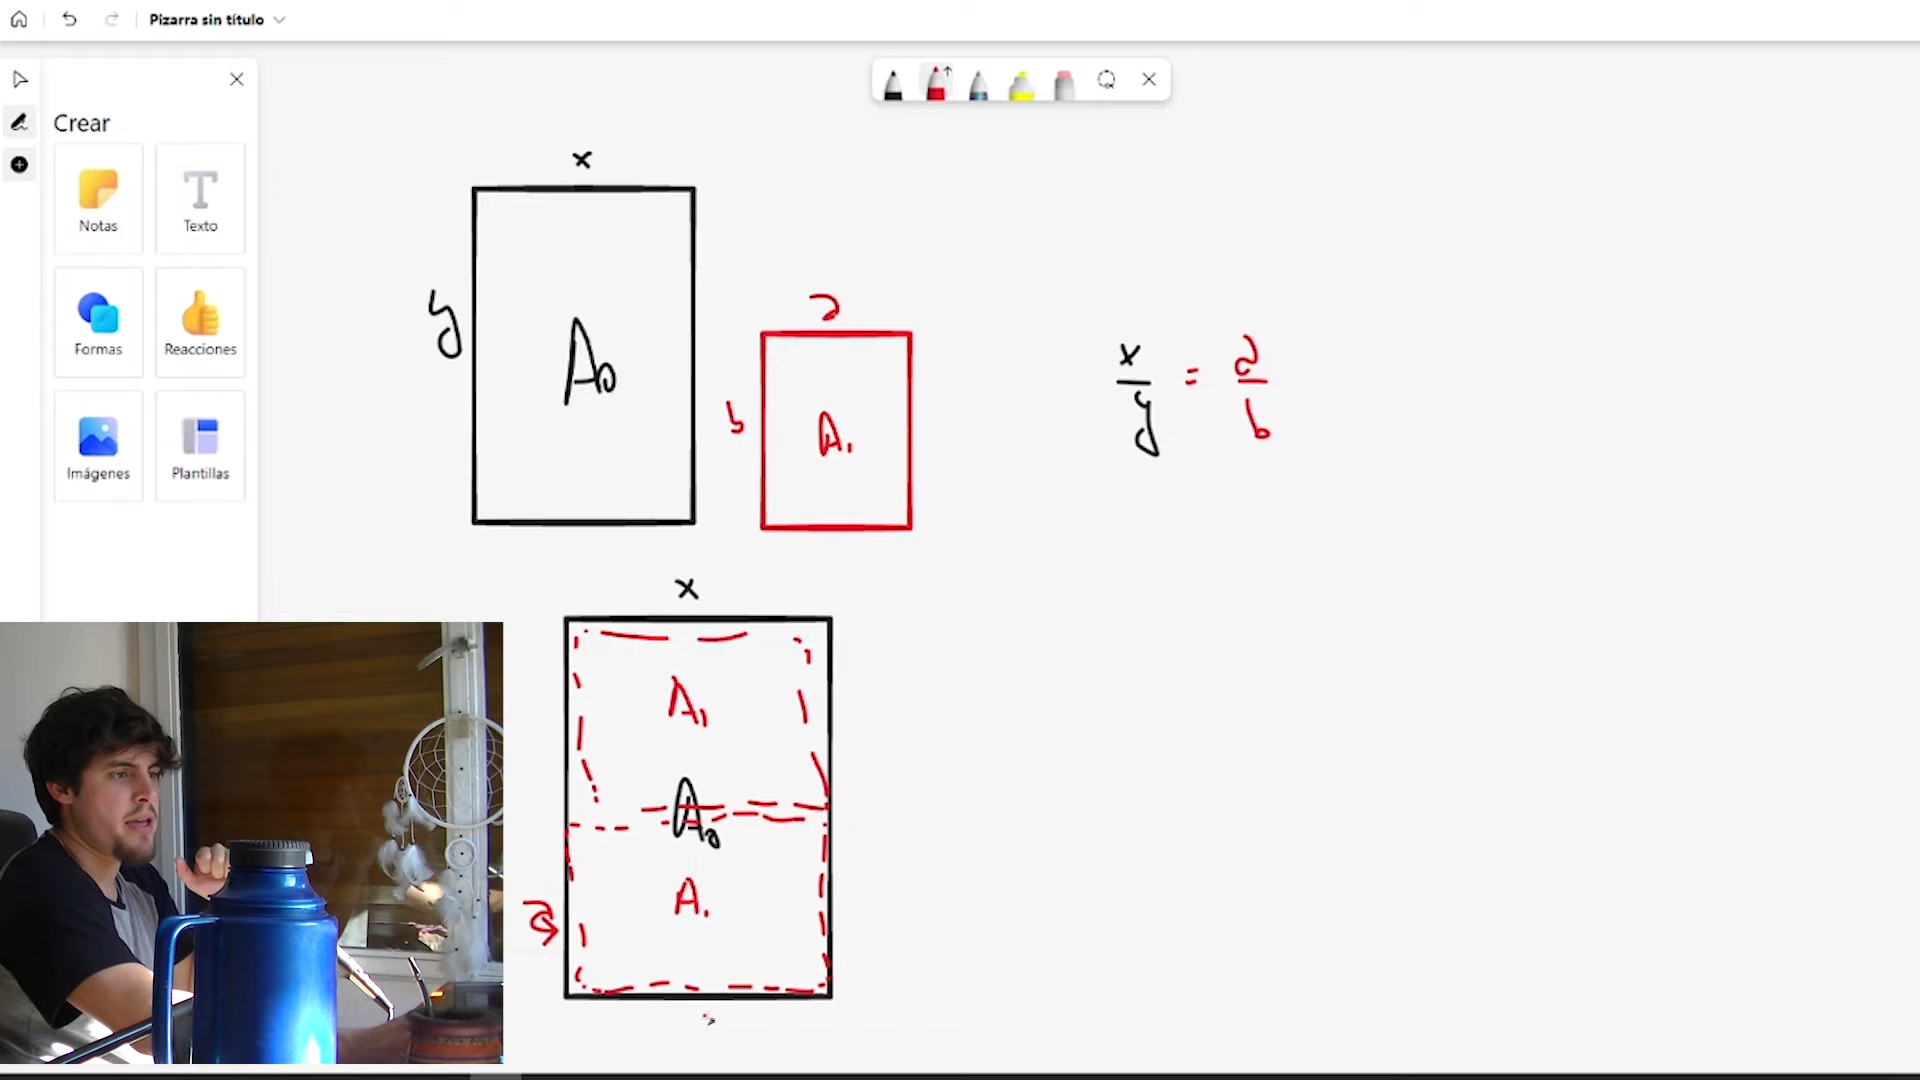 Pizarra sin título
Crear
Notas
Texto
Formas
Reacciones
Imágenes
Plantillas
x
y
A0
a
b
A1
x/y = a/b
x
A1
A0
A1
a